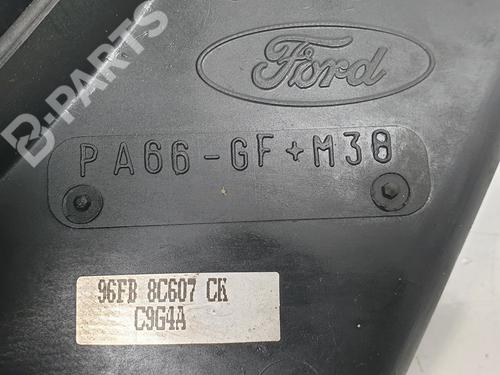 B-PARTS
Ford
PA66-GF+M30
96FB 8C607 CK
C9G4A